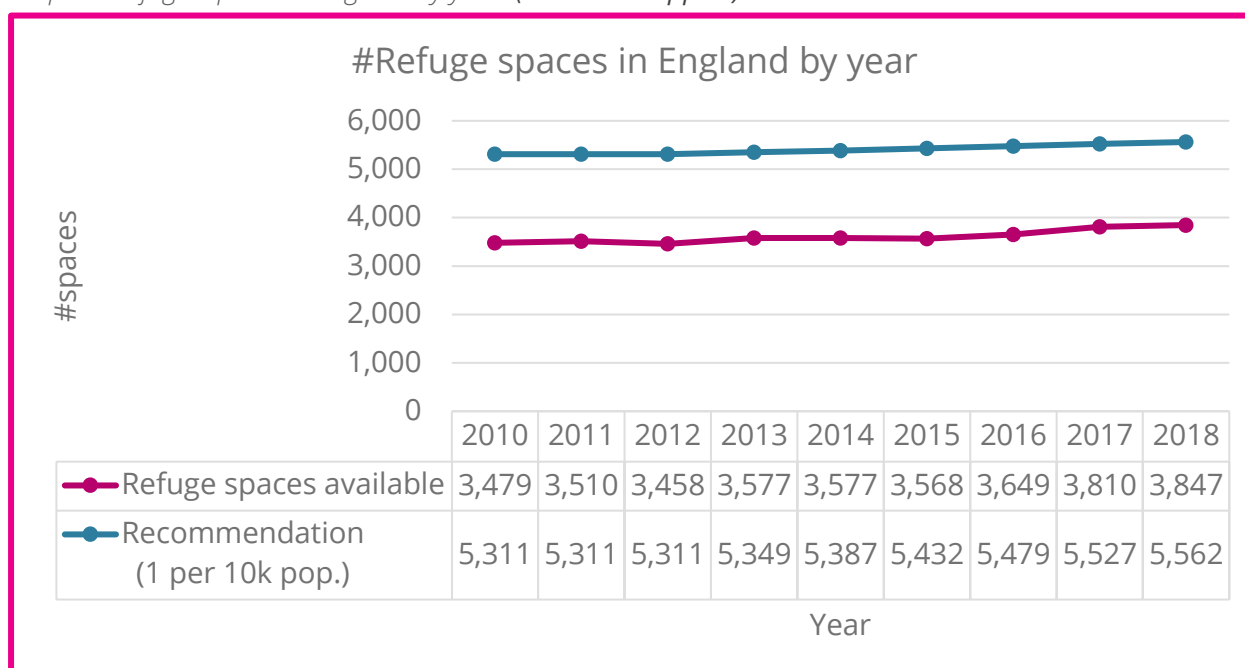 #Refuge spaces in England by year
6,000
5,000
4,000
3,000
2,000
1,000
0
#spaces
2010 2011 2012 2013 2014 2015 2016 2017 2018
Refuge spaces available 3,479 3,510 3,458 3,577 3,577 3,568 3,649 3,810 3,847
Recommendation
(1 per 10k pop.) 5,311 5,311 5,311 5,349 5,387 5,432 5,479 5,527 5,562
Year